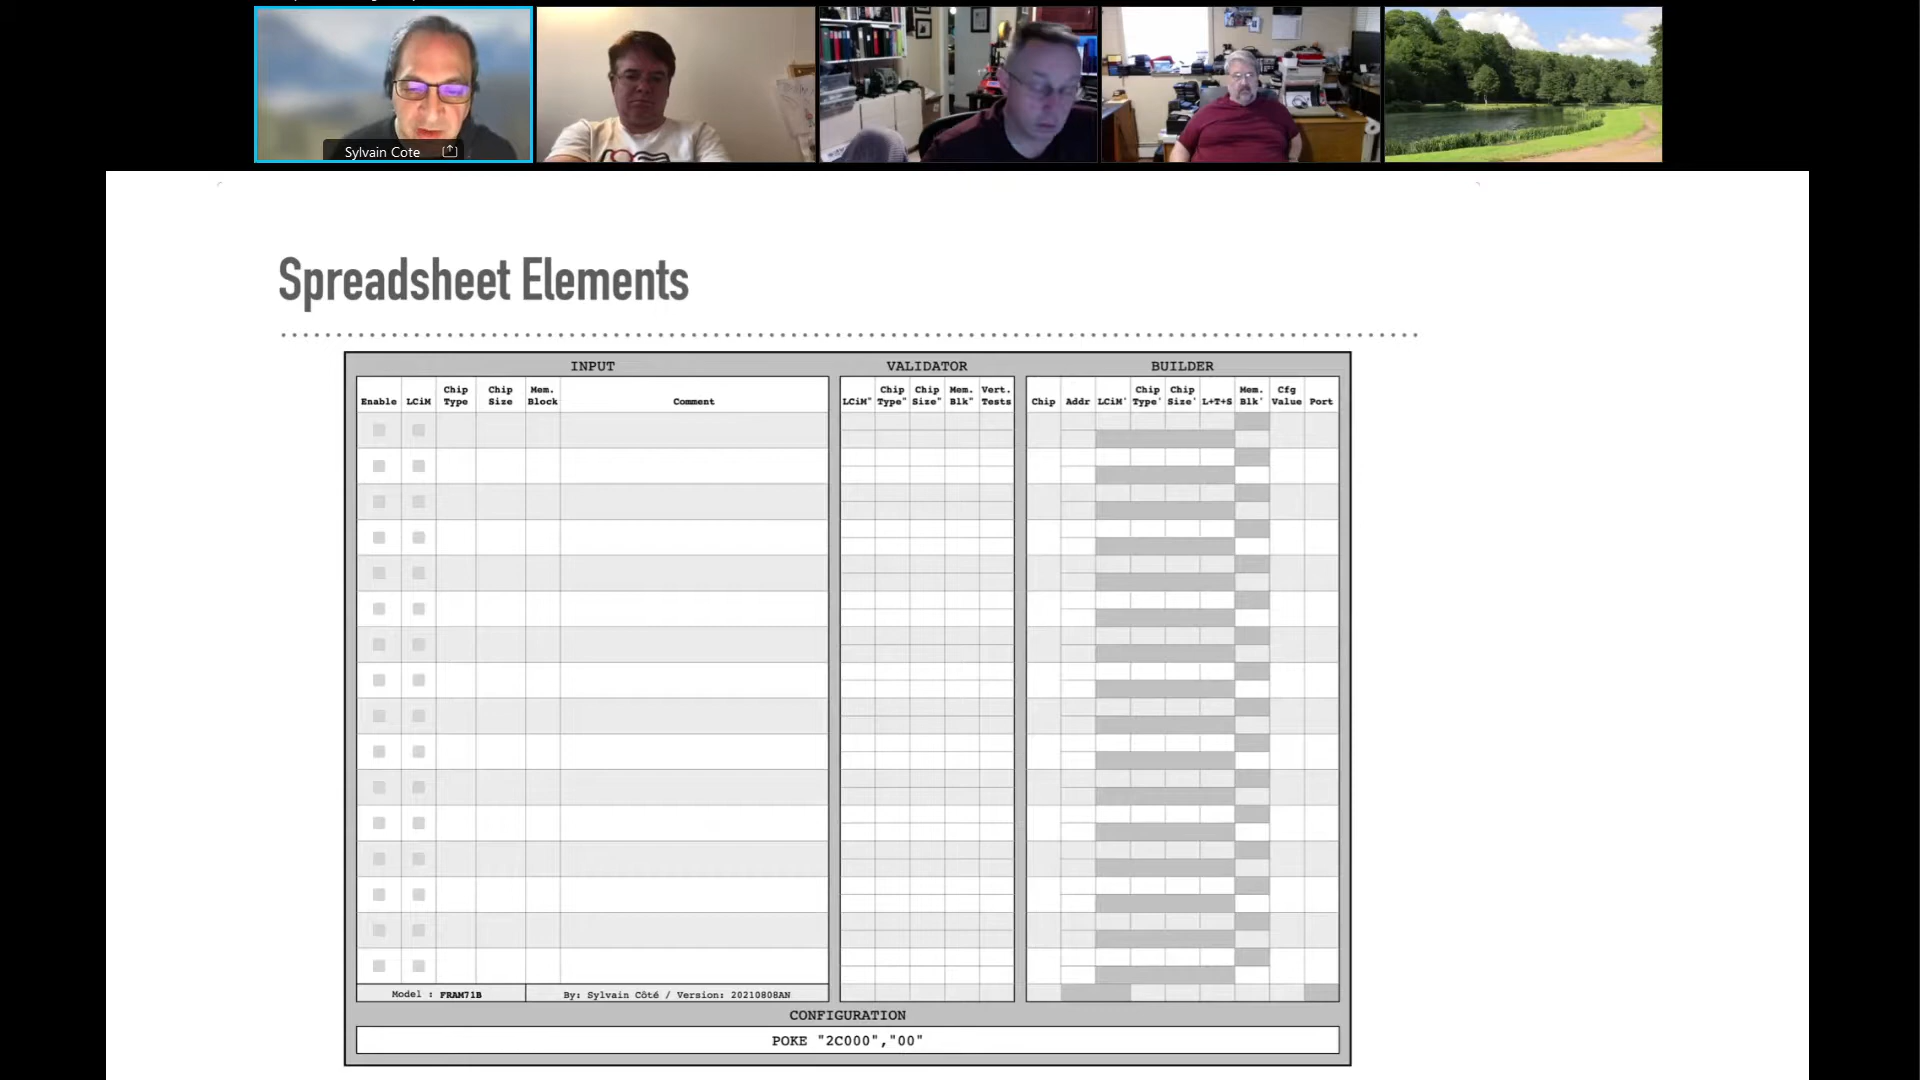 Sylvain Cote
Spreadsheet Elements
INPUT
VALIDATOR
BUILDER
Enable LCiM Chip Type Chip Size Mem. Block Comment
LCiM" Chip Type" Chip Size" Mem. Blk" Vert. Tests
Chip Addr LCiM' Chip Type' Chip Size' L+T+S Mem. Blk' Cfg Value Port
Model : FRAM71B
By: Sylvain Côté / Version: 20210808AN
CONFIGURATION
POKE "2C000","00"